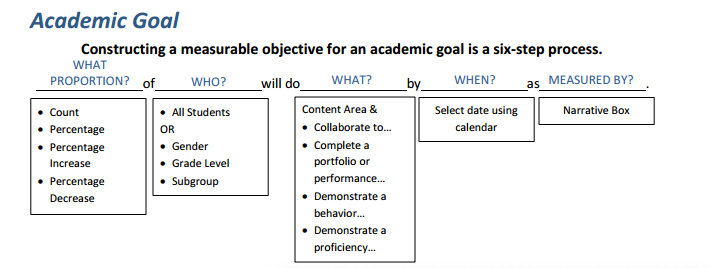 Academic Goal
Constructing a measurable objective for an academic goal is a six-step process.
WHAT
PROPORTION? of WHO? will do WHAT? by WHEN? as MEASURED BY? .
• Count
• Percentage
• Percentage
Increase
• Percentage
Decrease
• All Students
OR
• Gender
• Grade Level
• Subgroup
Content Area &
• Collaborate to...
• Complete a
portfolio or
performance...
• Demonstrate a
behavior...
• Demonstrate a
proficiency...
Select date using
calendar
Narrative Box